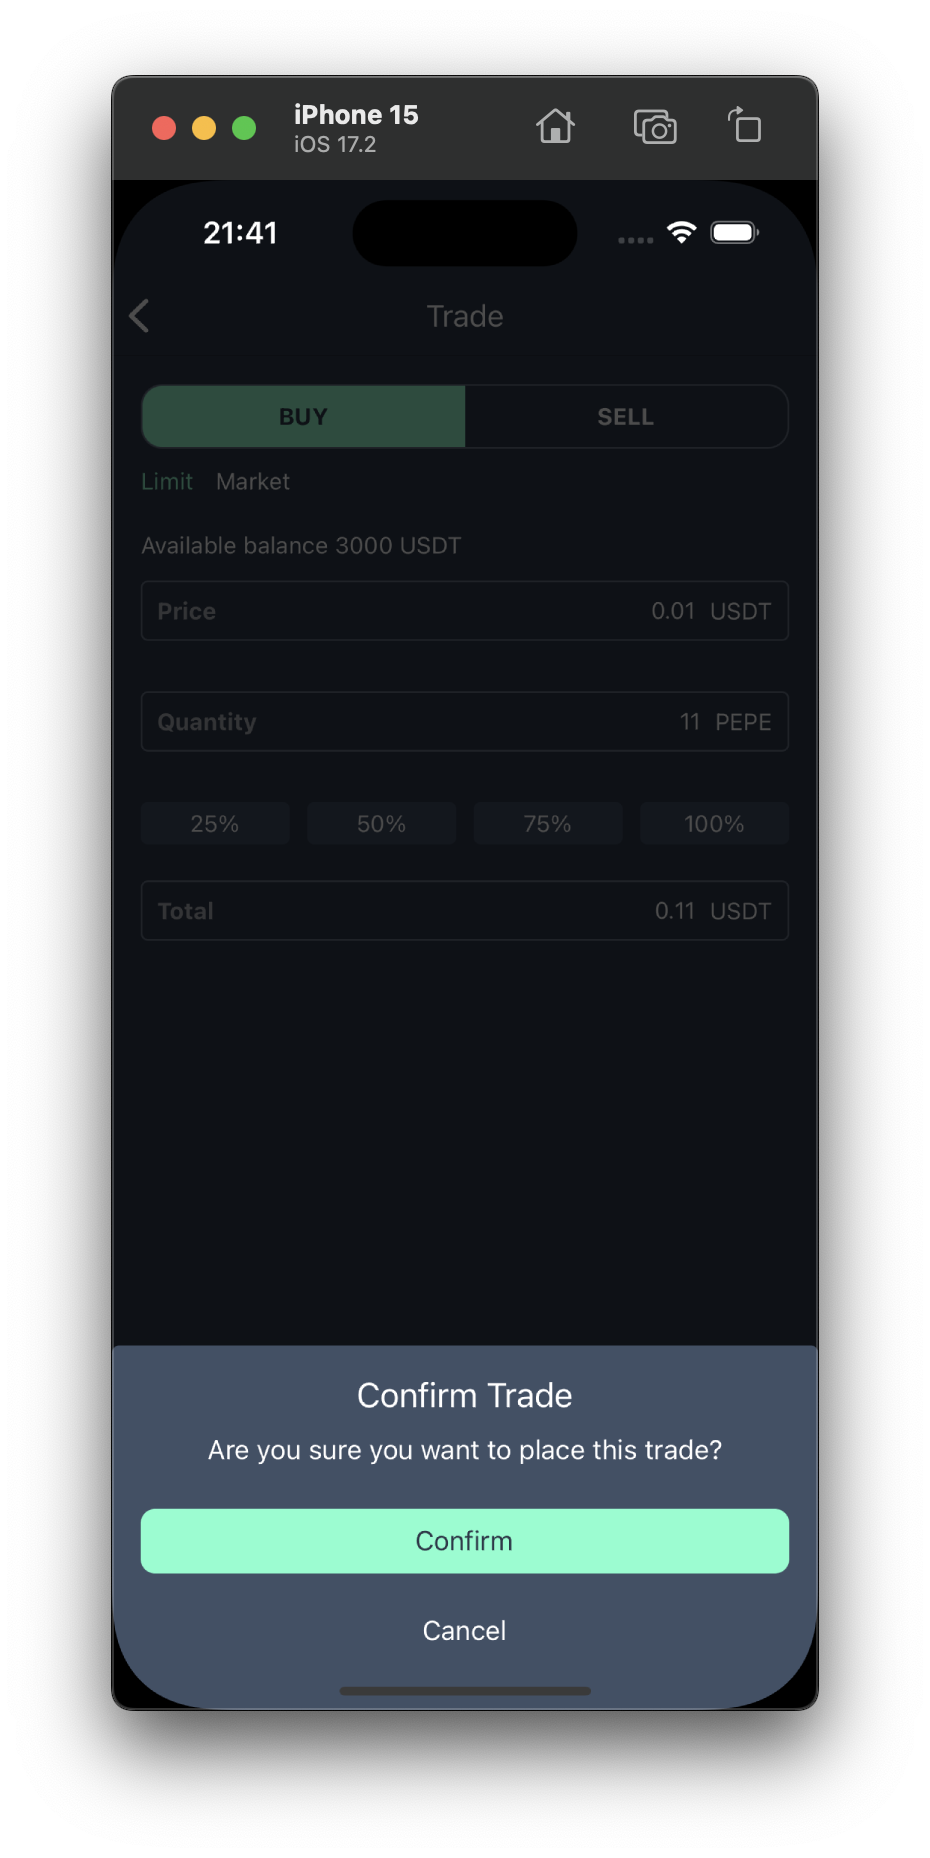 iPhone 15
iOS 17.2
21:41
Trade
BUY SELL
Limit Market
Available balance 3000 USDT
Price 0.01 USDT
Quantity 11 PEPE
25% 50% 75% 100%
Total 0.11 USDT
Confirm Trade
Are you sure you want to place this trade?
Confirm
Cancel